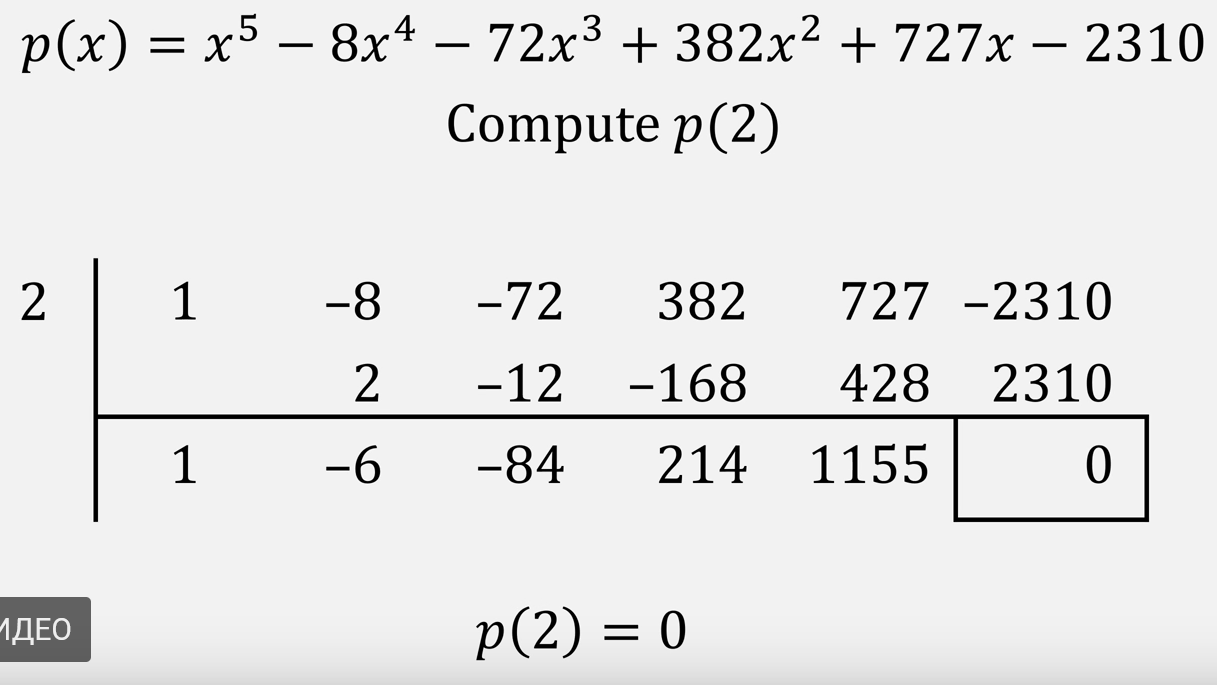 p(x) = x⁵ − 8x⁴ − 72x³ + 382x² + 727x − 2310
Compute p(2)
2 1 −8 −72 382 727 −2310
2 −12 −168 428 2310
1 −6 −84 214 1155 0
p(2) = 0